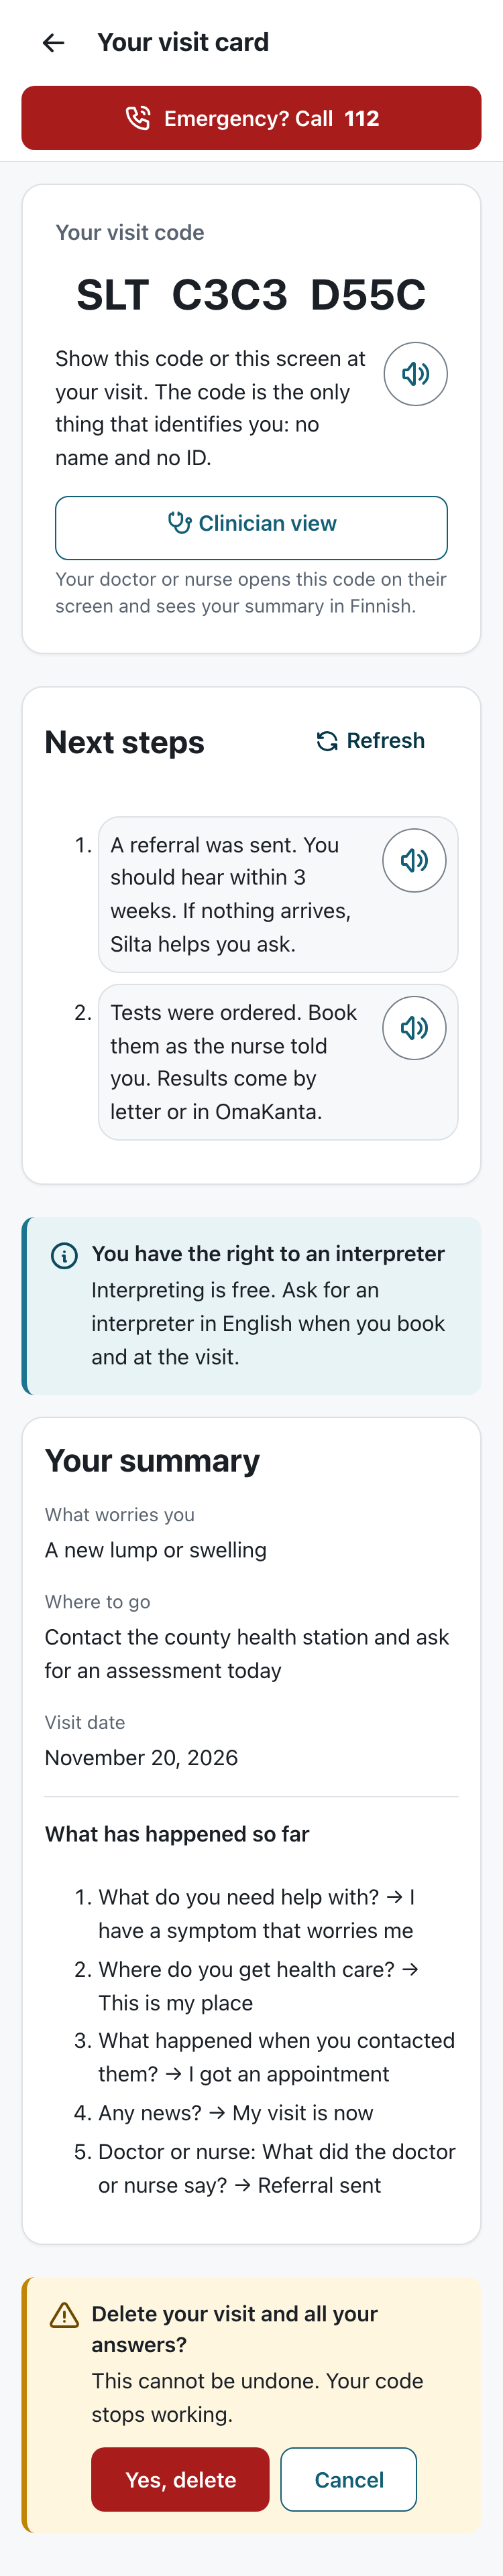 Your visit card
Emergency? Call 112
Your visit code
SLT C3C3 D55C
Show this code or this screen at
your visit. The code is the only
thing that identifies you: no
name and no ID.
Clinician view
Your doctor or nurse opens this code on their
screen and sees your summary in Finnish.
Next steps
Refresh
1. A referral was sent. You
should hear within 3
weeks. If nothing arrives,
Silta helps you ask.
2. Tests were ordered. Book
them as the nurse told
you. Results come by
letter or in OmaKanta.
You have the right to an interpreter
Interpreting is free. Ask for an
interpreter in English when you book
and at the visit.
Your summary
What worries you
A new lump or swelling
Where to go
Contact the county health station and ask
for an assessment today
Visit date
November 20, 2026
What has happened so far
1. What do you need help with? → I
have a symptom that worries me
2. Where do you get health care? →
This is my place
3. What happened when you contacted
them? → I got an appointment
4. Any news? → My visit is now
5. Doctor or nurse: What did the doctor
or nurse say? → Referral sent
Delete your visit and all your
answers?
This cannot be undone. Your code
stops working.
Yes, delete
Cancel